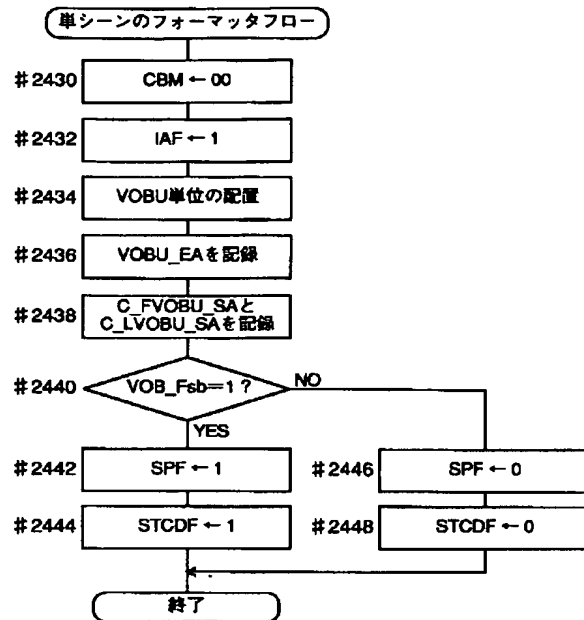 単シーンのフォーマッタフロー
#2430
CBM ← 00
#2432
IAF ← 1
#2434
VOBU単位の配置
#2436
VOBU_EAを記録
#2438
C_FVOBU_SAと
C_LVOBU_SAを記録
#2440
VOB_Fsb=1?
NO
YES
#2442
SPF ← 1
#2446
SPF ← 0
#2444
STCDF ← 1
#2448
STCDF ← 0
終了